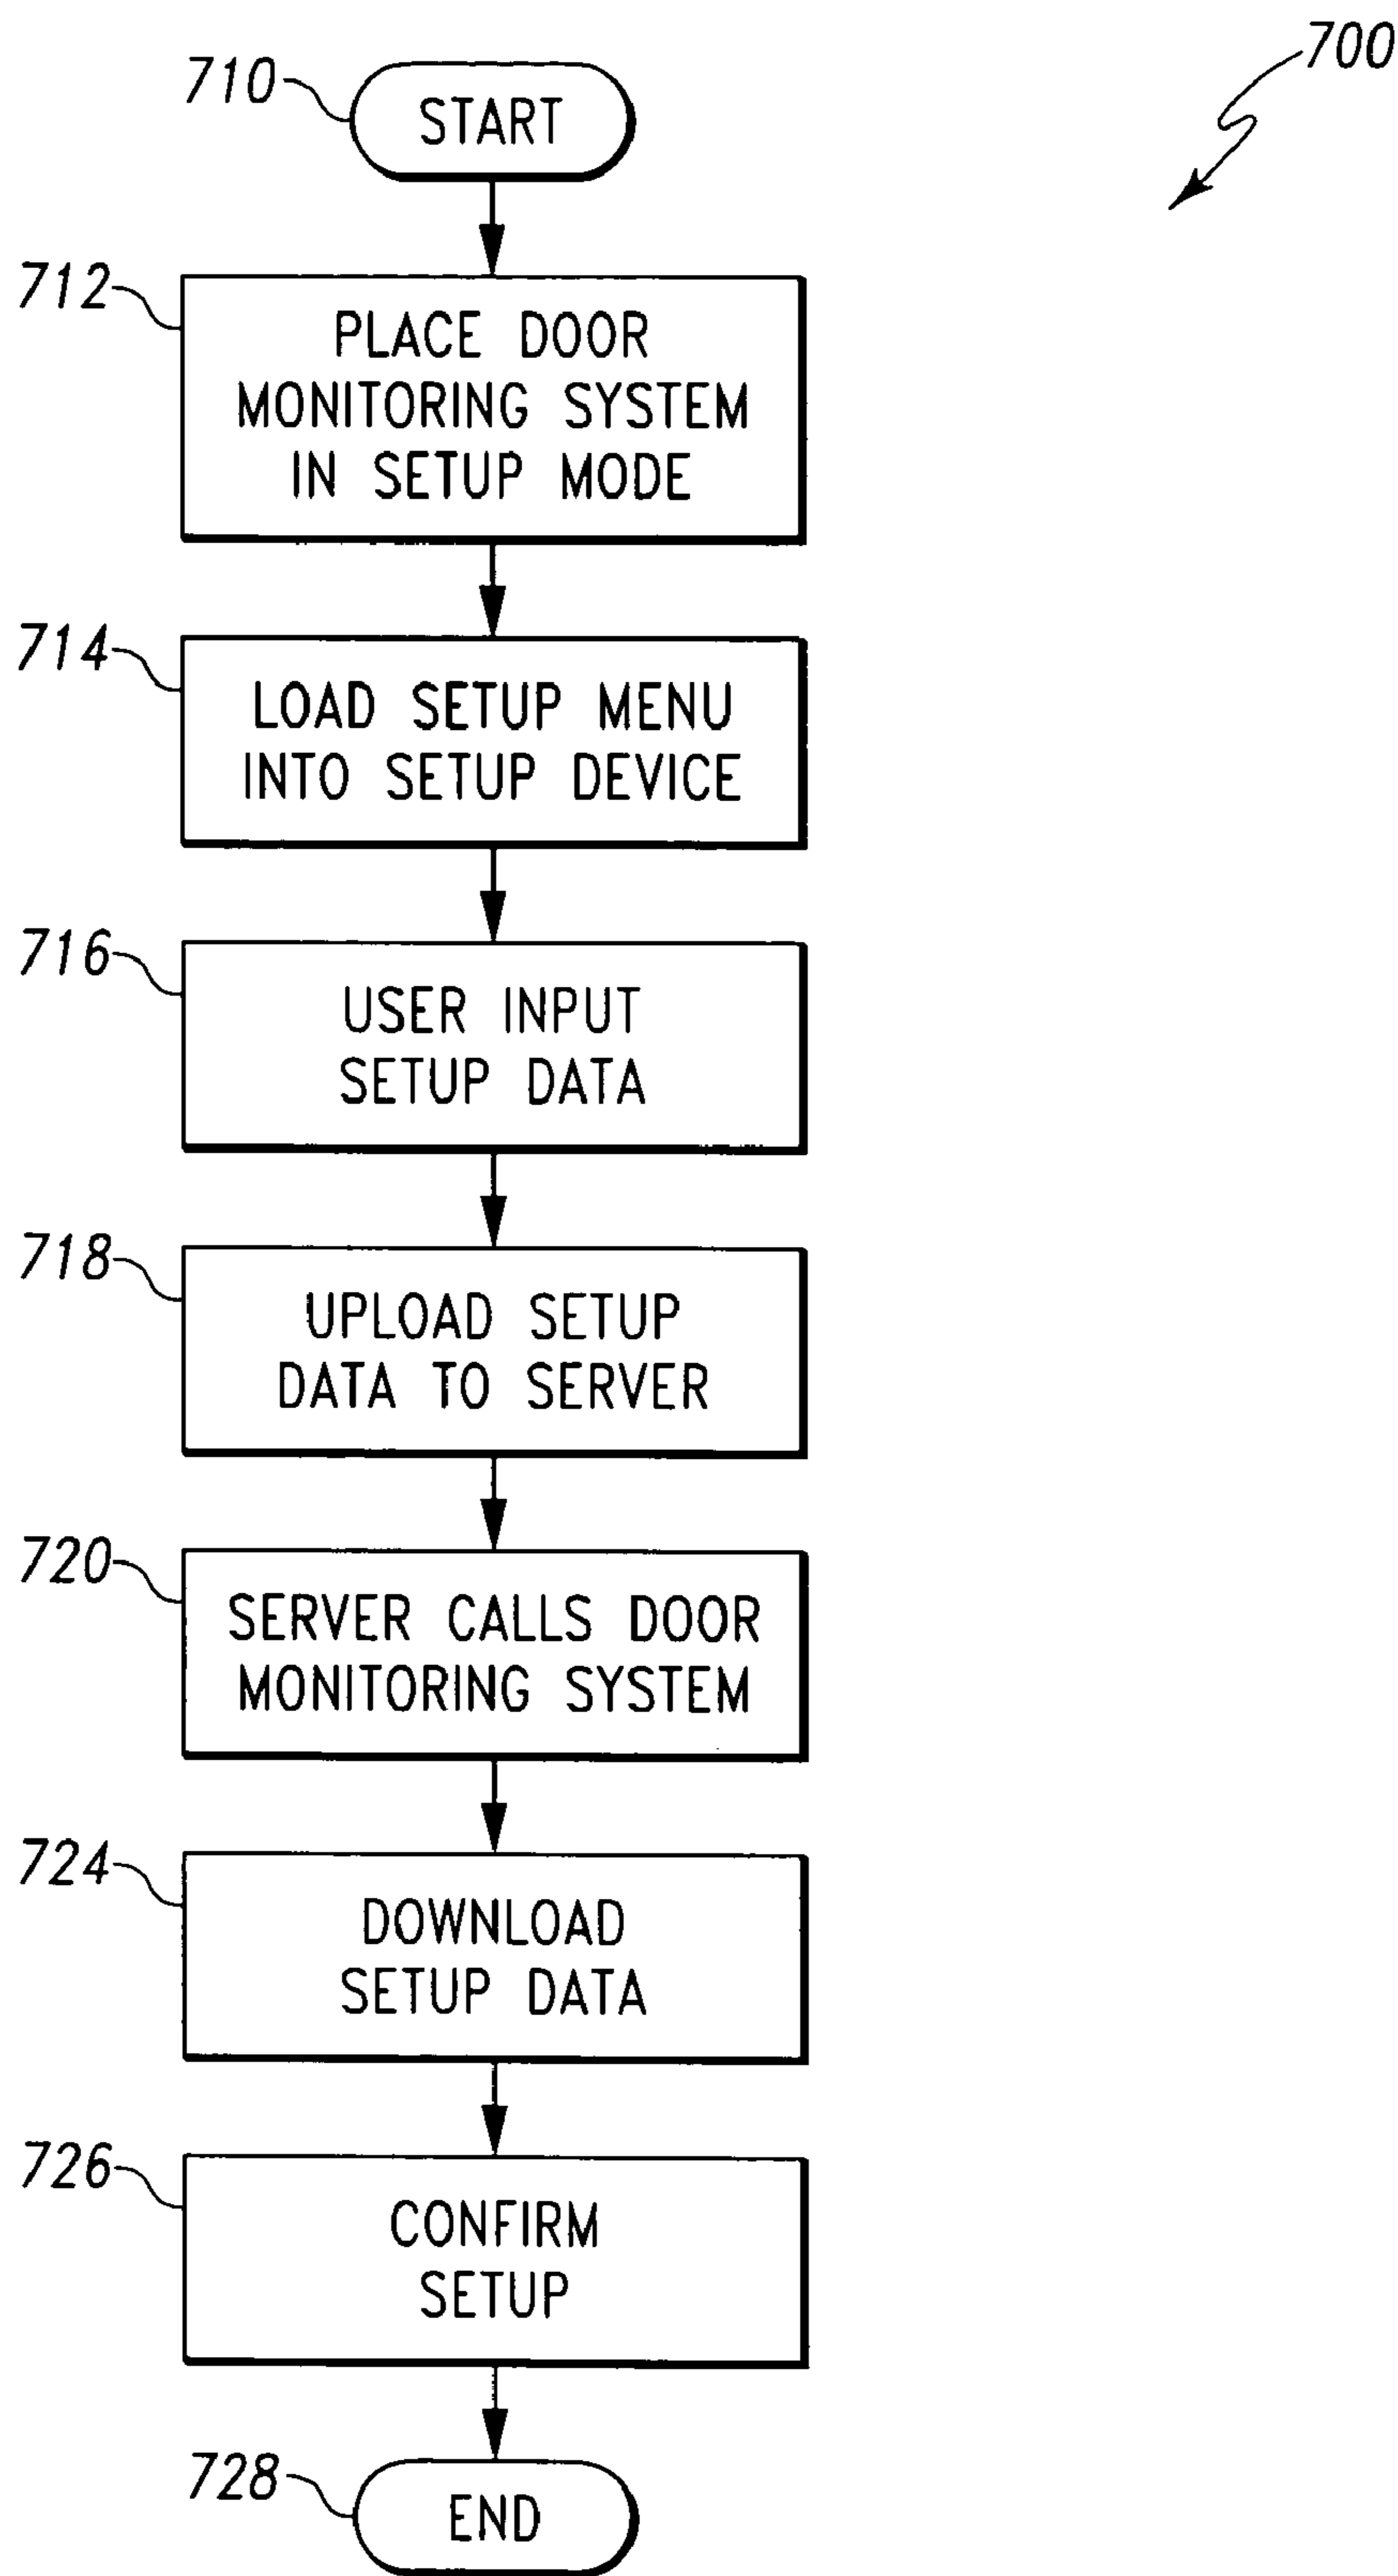 700
710
START
712
PLACE DOOR
MONITORING SYSTEM
IN SETUP MODE
714
LOAD SETUP MENU
INTO SETUP DEVICE
716
USER INPUT
SETUP DATA
718
UPLOAD SETUP
DATA TO SERVER
720
SERVER CALLS DOOR
MONITORING SYSTEM
724
DOWNLOAD
SETUP DATA
726
CONFIRM
SETUP
728
END